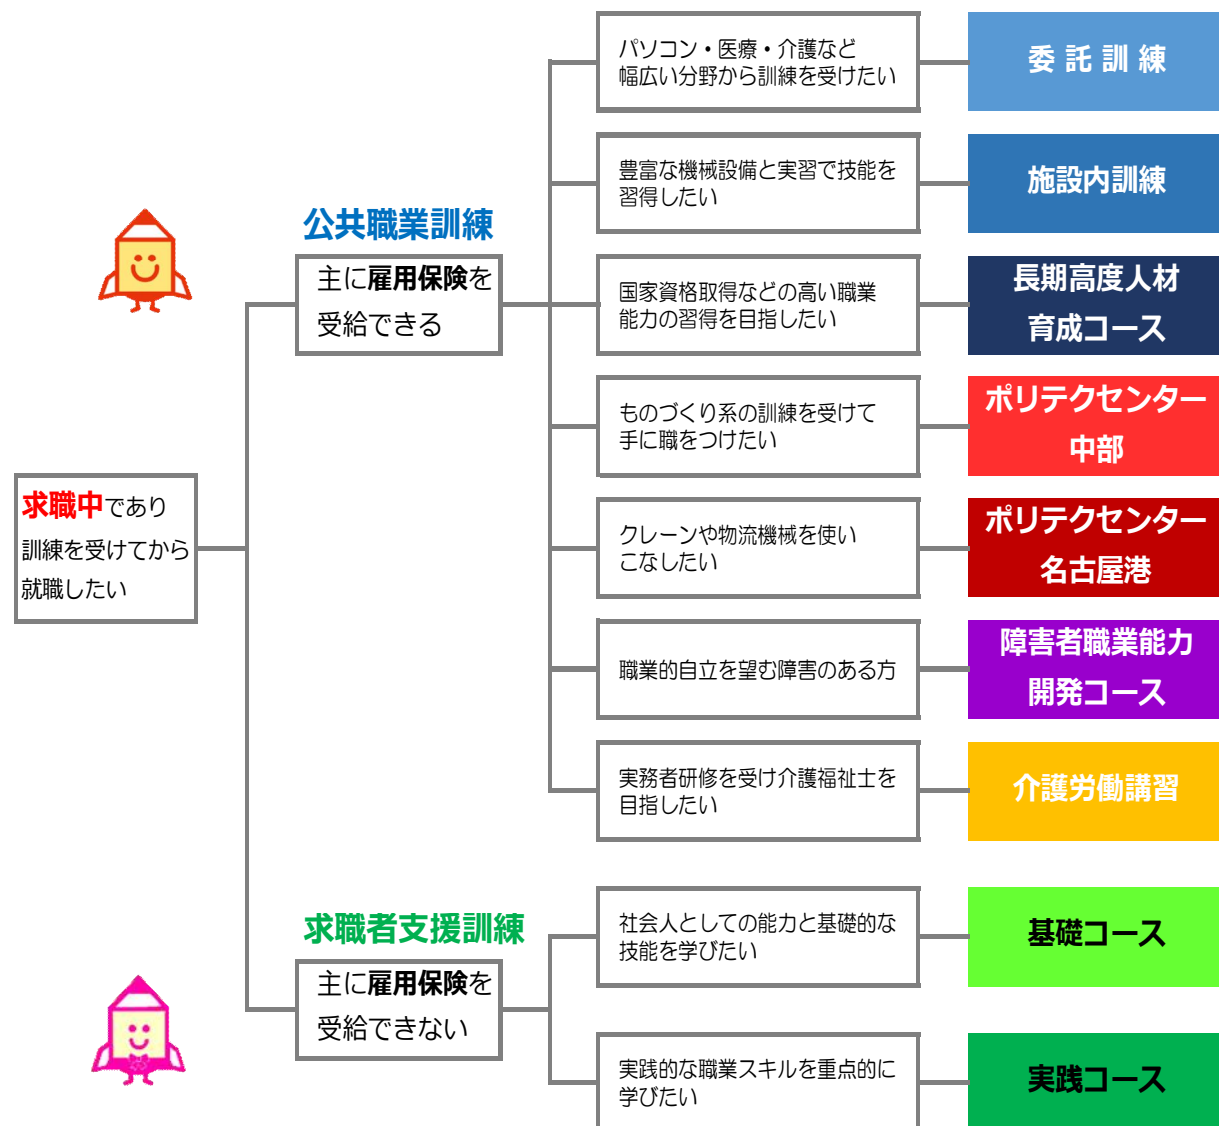 求職中であり
訓練を受けてから
就職したい
公共職業訓練
主に雇用保険を
受給できる
パソコン・医療・介護など
幅広い分野から訓練を受けたい
委託訓練
豊富な機械設備と実習で技能を
習得したい
施設内訓練
国家資格取得などの高い職業
能力の習得を目指したい
長期高度人材
育成コース
ものづくり系の訓練を受けて
手に職をつけたい
ポリテクセンター
中部
クレーンや物流機械を使い
こなしたい
ポリテクセンター
名古屋港
職業的自立を望む障害のある方
障害者職業能力
開発コース
実務者研修を受け介護福祉士を
目指したい
介護労働講習
求職者支援訓練
主に雇用保険を
受給できない
社会人としての能力と基礎的な
技能を学びたい
基礎コース
実践的な職業スキルを重点的に
学びたい
実践コース